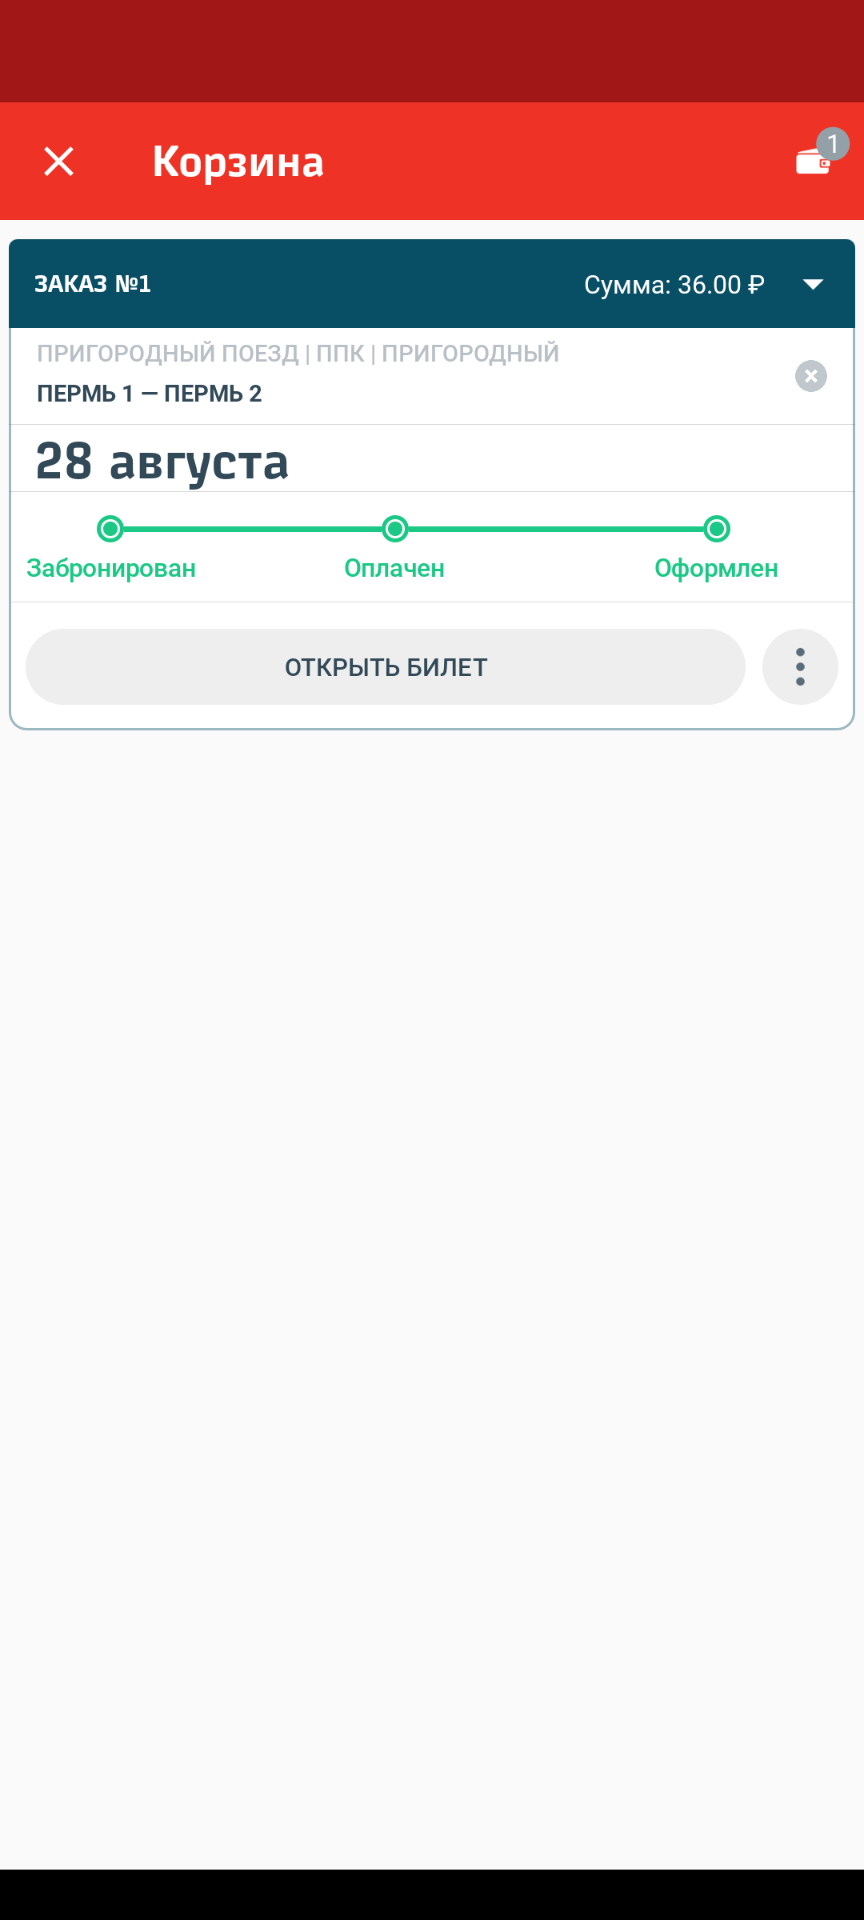 Корзина
1
ЗАКАЗ №1
Сумма: 36.00 ₽
ПРИГОРОДНЫЙ ПОЕЗД | ППК | ПРИГОРОДНЫЙ
ПЕРМЬ 1 — ПЕРМЬ 2
28 августа
Забронирован
Оплачен
Оформлен
ОТКРЫТЬ БИЛЕТ